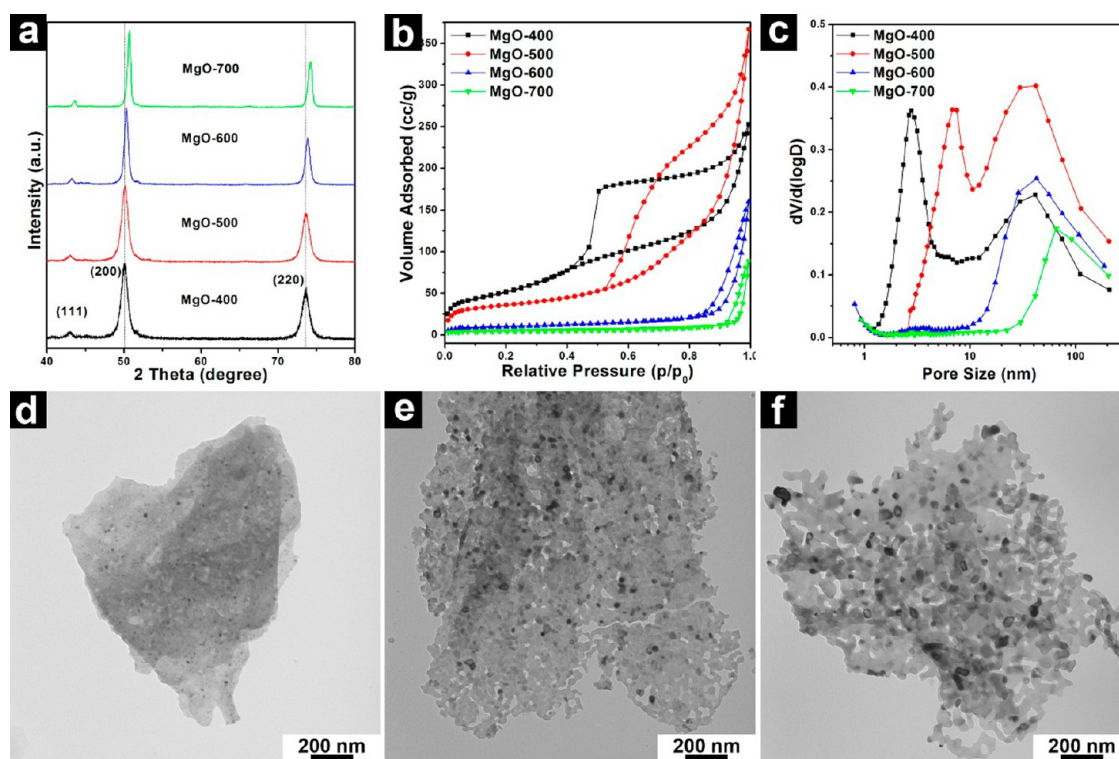 a
MgO-700
MgO-600
MgO-500
(200)
(220)
(111)
MgO-400
Intensity (a.u.)
40 50 60 70 80
2 Theta (degree)
b
MgO-400
MgO-500
MgO-600
MgO-700
350
300
250
200
150
100
50
0
Volume Adsorbed (cc/g)
0.0 0.2 0.4 0.6 0.8 1.0
Relative Pressure (p/p₀)
c
MgO-400
MgO-500
MgO-600
MgO-700
0.5
0.4
0.3
0.2
0.1
0.0
dV/d(logD)
1 10 100
Pore Size (nm)
d
200 nm
e
200 nm
f
200 nm